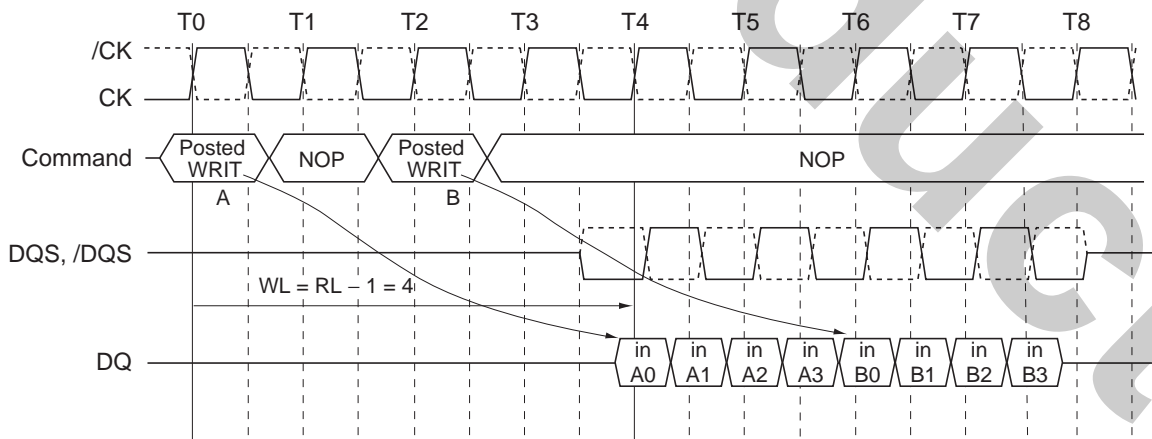 T0 T1 T2 T3 T4 T5 T6 T7 T8
/CK
CK
Command
Posted
WRIT
A
NOP
Posted
WRIT
B
NOP
DQS, /DQS
WL = RL − 1 = 4
DQ
in
A0
in
A1
in
A2
in
A3
in
B0
in
B1
in
B2
in
B3
duct